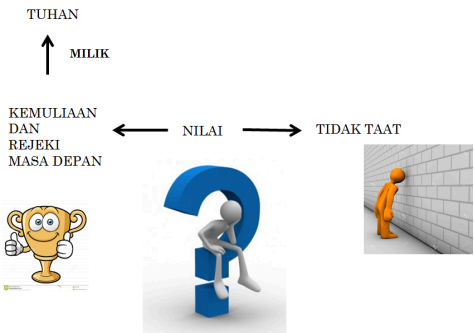 TUHAN
MILIK
KEMULIAAN
DAN
REJEKI
MASA DEPAN
NILAI
TIDAK TAAT